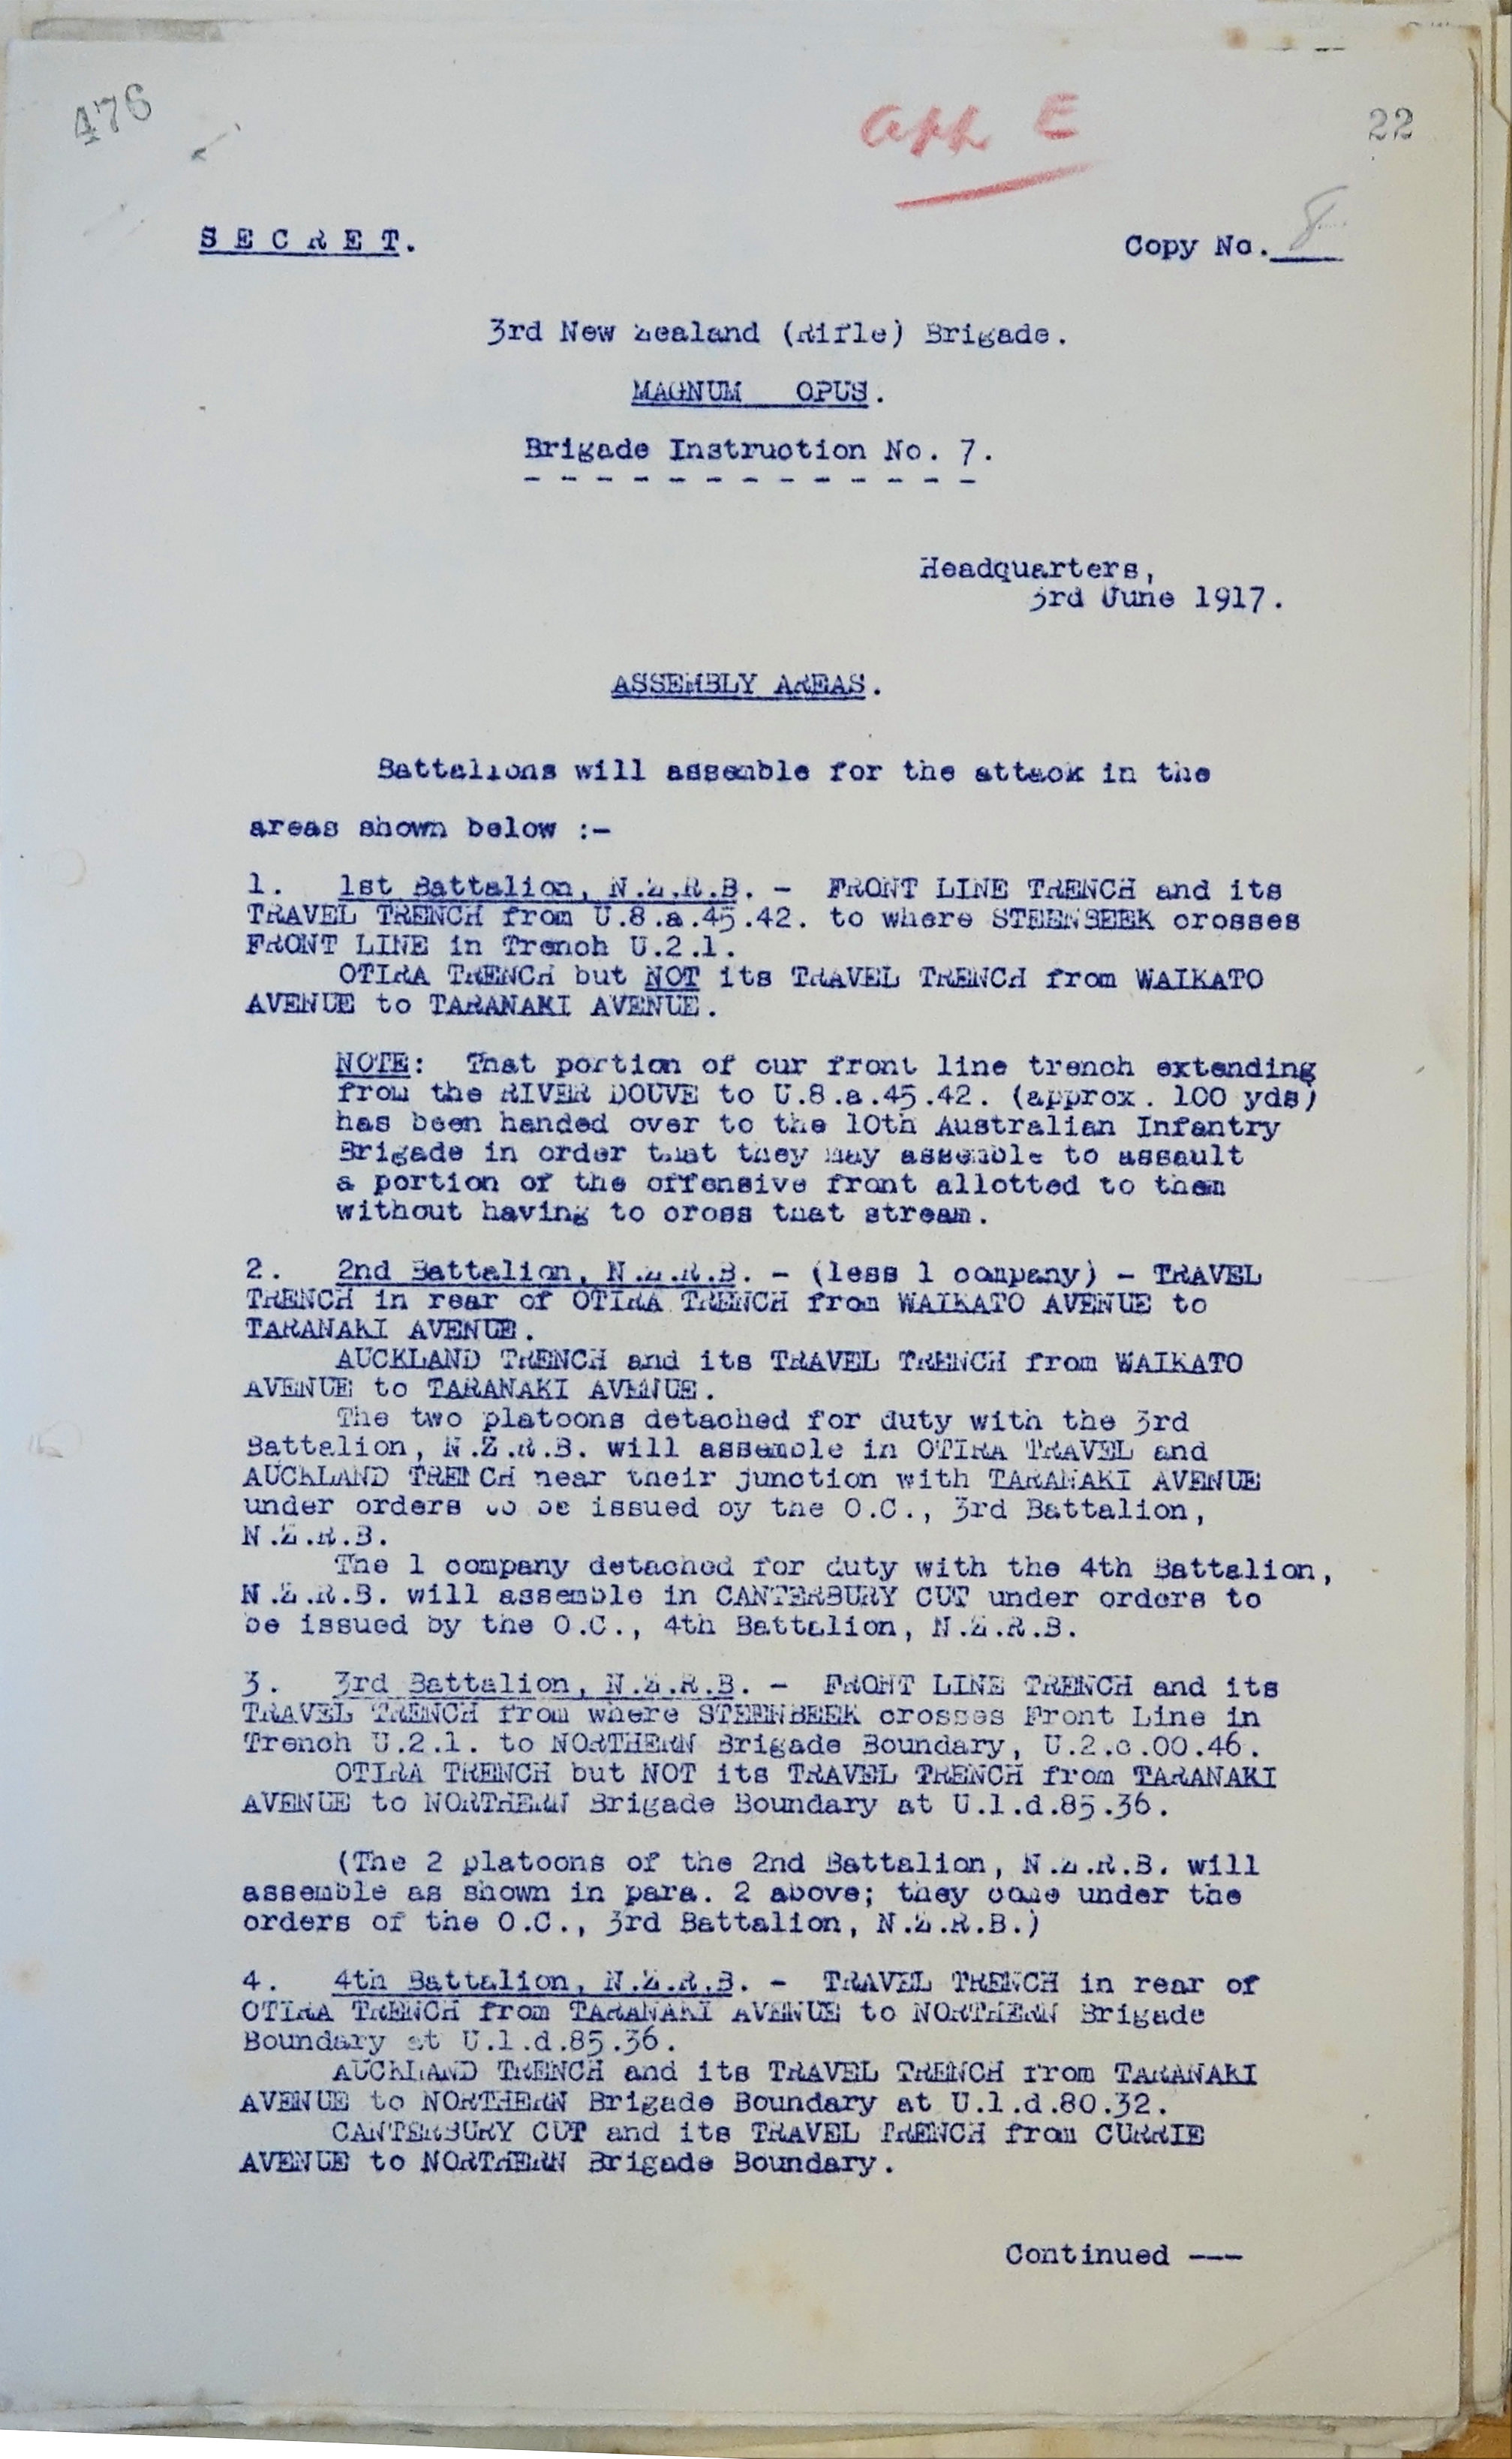 476
App E
22
S E C R E T.
Copy No. 8
3rd New Zealand (Rifle) Brigade.
MAGNUM OPUS.
Brigade Instruction No. 7.
- - - - - - - - - - - - -
Headquarters,
3rd June 1917.
ASSEMBLY AREAS.
Battalions will assemble for the attack in the
areas shown below :-
1. 1st Battalion, N.Z.R.B. - FRONT LINE TRENCH and its
TRAVEL TRENCH from U.8.a.45.42. to where STEENBEEK crosses
FRONT LINE in Trench U.2.1.
OTIRA TRENCH but NOT its TRAVEL TRENCH from WAIKATO
AVENUE to TARANAKI AVENUE.
NOTE: That portion of our front line trench extending
from the RIVER DOUVE to U.8.a.45.42. (approx. 100 yds)
has been handed over to the 10th Australian Infantry
Brigade in order that they may assemble to assault
a portion of the offensive front allotted to them
without having to cross that stream.
2. 2nd Battalion, N.Z.R.B. - (less 1 company) - TRAVEL
TRENCH in rear of OTIRA TRENCH from WAIKATO AVENUE to
TARANAKI AVENUE.
AUCKLAND TRENCH and its TRAVEL TRENCH from WAIKATO
AVENUE to TARANAKI AVENUE.
The two platoons detached for duty with the 3rd
Battalion, N.Z.R.B. will assemble in OTIRA TRAVEL and
AUCKLAND TRENCH near their junction with TARANAKI AVENUE
under orders to be issued by the O.C., 3rd Battalion,
N.Z.R.B.
The 1 company detached for duty with the 4th Battalion,
N.Z.R.B. will assemble in CANTERBURY CUT under orders to
be issued by the O.C., 4th Battalion, N.Z.R.B.
3. 3rd Battalion, N.Z.R.B. - FRONT LINE TRENCH and its
TRAVEL TRENCH from where STEENBEEK crosses Front Line in
Trench U.2.1. to NORTHERN Brigade Boundary, U.2.c.00.46.
OTIRA TRENCH but NOT its TRAVEL TRENCH from TARANAKI
AVENUE to NORTHERN Brigade Boundary at U.1.d.85.36.
(The 2 platoons of the 2nd Battalion, N.Z.R.B. will
assemble as shown in para. 2 above; they come under the
orders of the O.C., 3rd Battalion, N.Z.R.B.)
4. 4th Battalion, N.Z.R.B. - TRAVEL TRENCH in rear of
OTIRA TRENCH from TARANAKI AVENUE to NORTHERN Brigade
Boundary at U.1.d.85.36.
AUCKLAND TRENCH and its TRAVEL TRENCH from TARANAKI
AVENUE to NORTHERN Brigade Boundary at U.1.d.80.32.
CANTERBURY CUT and its TRAVEL TRENCH from CURRIE
AVENUE to NORTHERN Brigade Boundary.
Continued ---